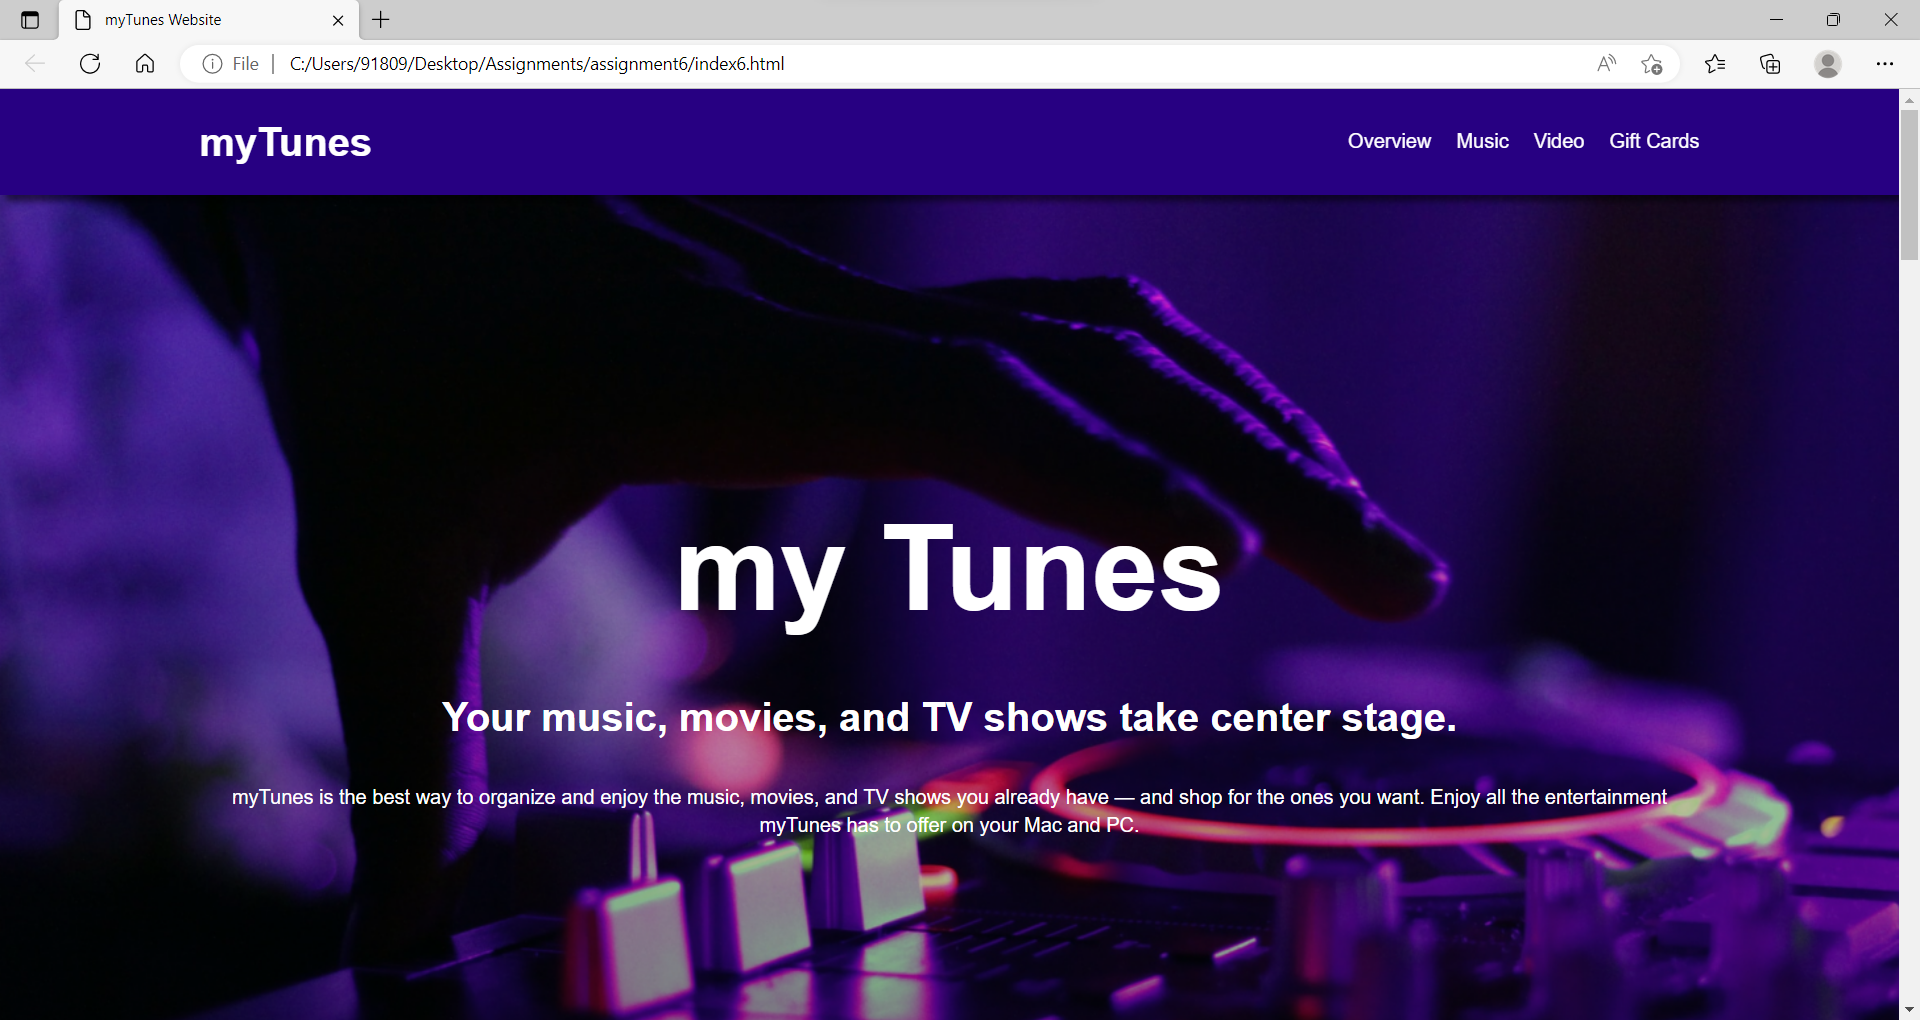 myTunes Website
File
C:/Users/91809/Desktop/Assignments/assignment6/index6.html
myTunes
Overview Music Video Gift Cards
my Tunes
Your music, movies, and TV shows take center stage.
myTunes is the best way to organize and enjoy the music, movies, and TV shows you already have — and shop for the ones you want. Enjoy all the entertainment
myTunes has to offer on your Mac and PC.